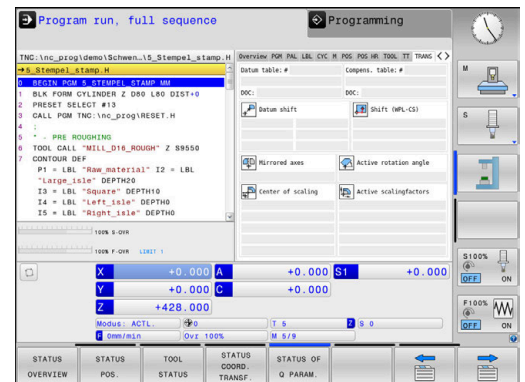 Program run, full sequence
Programming
TNC:\nc_prog\demo\Schwen…\5_Stempel_stamp.H
→5_Stempel_stamp.H
0 BEGIN PGM 5_STEMPEL_STAMP MM
1 BLK FORM CYLINDER Z D80 L80 DIST+0
2 PRESET SELECT #13
3 CALL PGM TNC:\nc_prog\RESET.H
4 ;
5 * - PRE ROUGHING
6 TOOL CALL "MILL_D16_ROUGH" Z S9550
7 CONTOUR DEF
P1 = LBL "Raw_material" I2 = LBL
"Large_isle" DEPTH20
I3 = LBL "Square" DEPTH10
I4 = LBL "Left_isle" DEPTH0
I5 = LBL "Right_isle" DEPTH0
100% S-OVR
100% F-OVR LIMIT 1
Overview PGM PAL LBL CYC M POS POS HR TOOL TT TRANS
Datum table: # Compens. table: #
DOC: DOC:
Datum shift Shift (WPL-CS)
Mirrored axes Active rotation angle
Center of scaling Active scalingfactors
X +0.000 A +0.000 S1 +0.000
Y +0.000 C +0.000
Z +428.000
Modus: ACTL. 0 T 5 Z S 0
F 0mm/min Ovr 100% M 5/9
M
S
S100%
OFF ON
F100%
OFF ON
STATUS OVERVIEW
STATUS POS.
TOOL STATUS
STATUS COORD. TRANSF.
STATUS OF Q PARAM.